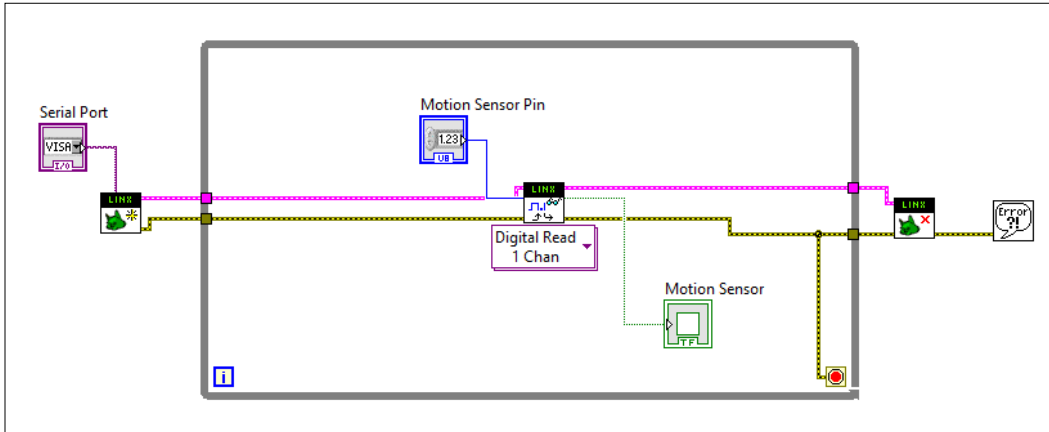 Serial Port
VISA
I/O
LINX
Motion Sensor Pin
1.23
U8
LINX
Digital Read
1 Chan
Motion Sensor
TF
i
LINX
Error
?!